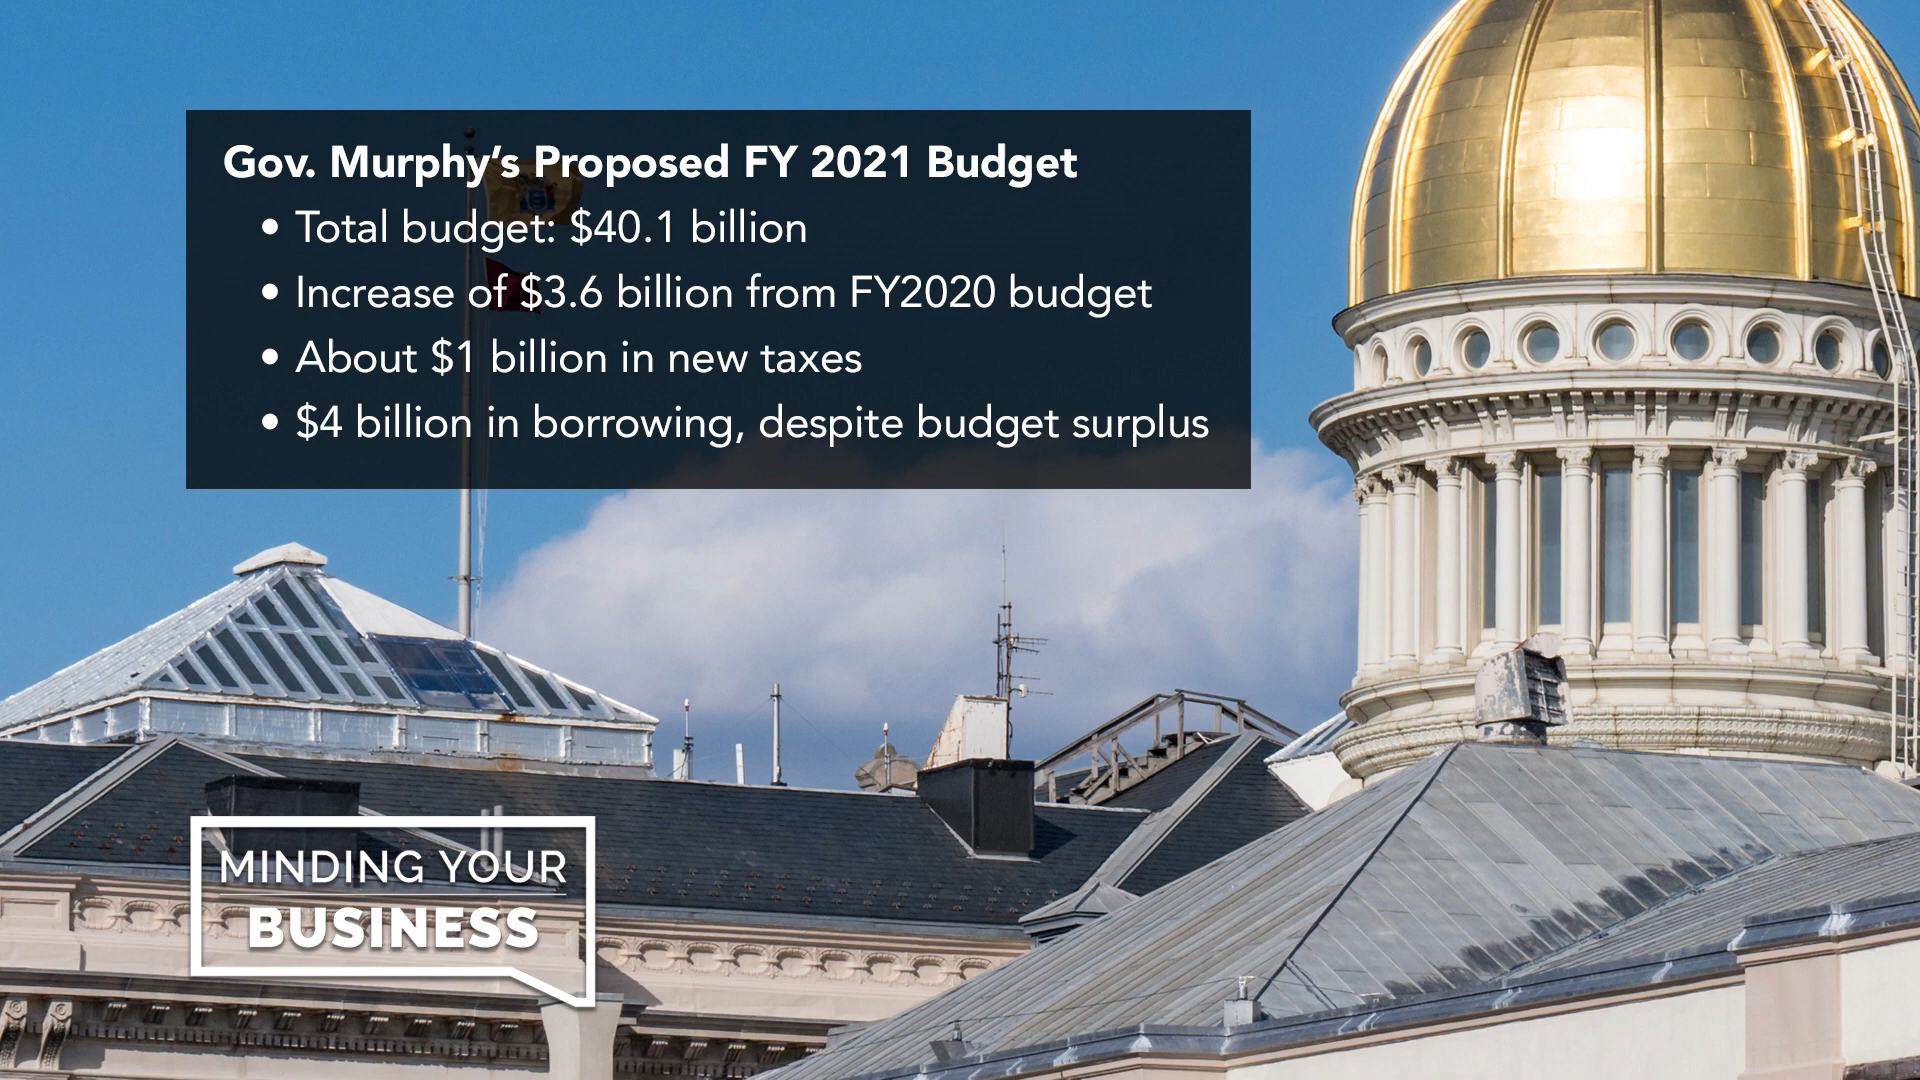 Gov. Murphy’s Proposed FY 2021 Budget
• Total budget: $40.1 billion
• Increase of $3.6 billion from FY2020 budget
• About $1 billion in new taxes
• $4 billion in borrowing, despite budget surplus
MINDING YOUR
BUSINESS